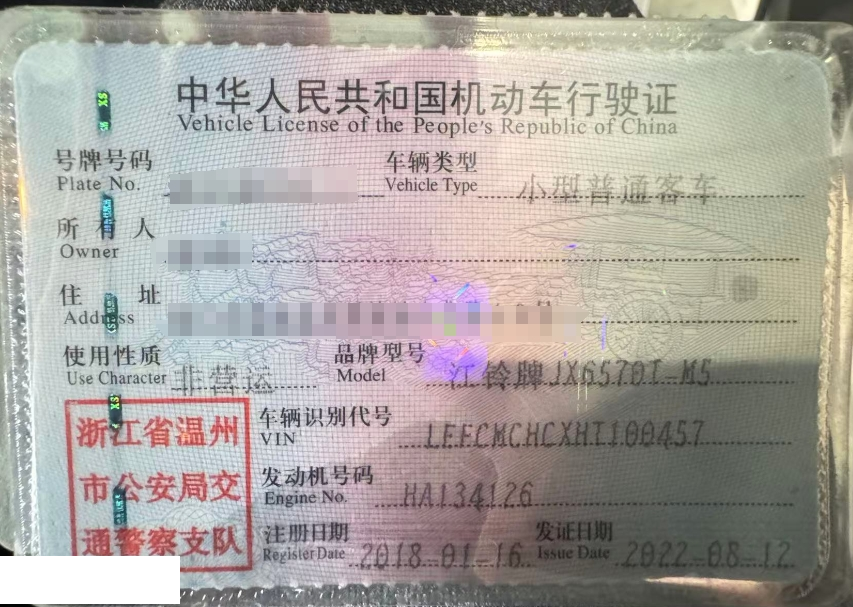 中华人民共和国机动车行驶证
Vehicle License of the People's Republic of China
号牌号码
Plate No.
车辆类型
Vehicle Type
小型普通客车
所有人
Owner
住址
Address
使用性质
Use Character
非营运
品牌型号
Model
江铃牌JX6570T-M5
浙江省温州
市公安局交
通警察支队
车辆识别代号
VIN
LEFCMCHCXHT100457
发动机号码
Engine No.
HA134126
注册日期
Register Date
2018-01-16
发证日期
Issue Date
2022-08-12